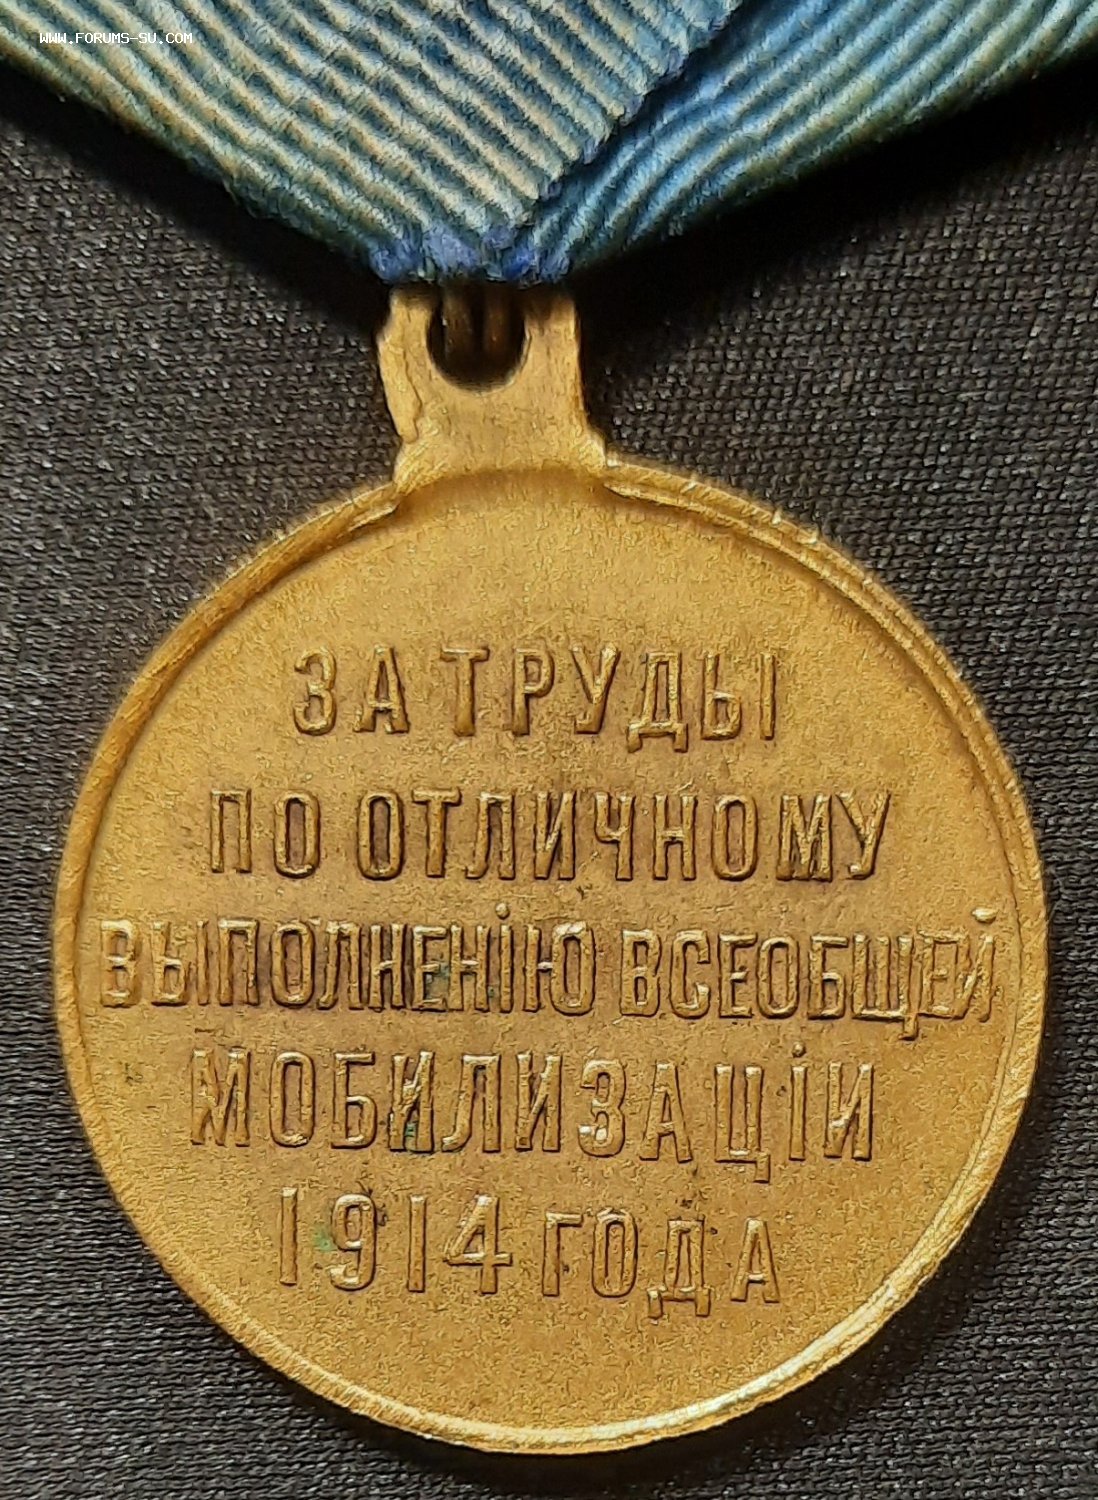 WWW.FORUMS-SU.COM
ЗА ТРУДЫ
ПО ОТЛИЧНОМУ
ВЫПОЛНЕНІЮ ВСЕОБЩЕЙ
МОБИЛИЗАЦІИ
1914 ГОДА